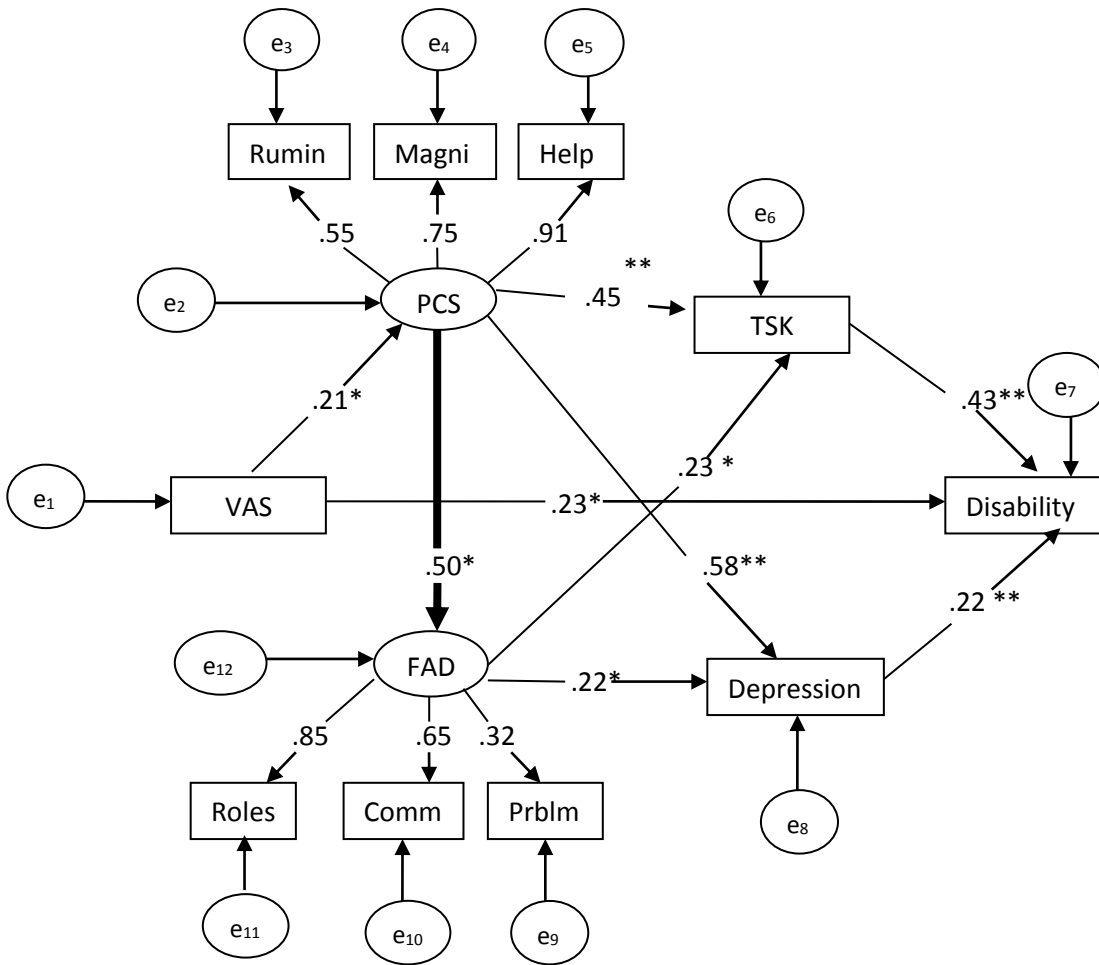 e3
e4
e5
Rumin
Magni
Help
e6
.55
.75
.91
**
.45
e2
PCS
TSK
e7
.21*
.43**
.23 *
e1
VAS
.23*
Disability
.50*
.58**
.22 **
e12
FAD
.22*
Depression
.85
.65
.32
Roles
Comm
Prblm
e8
e11
e10
e9